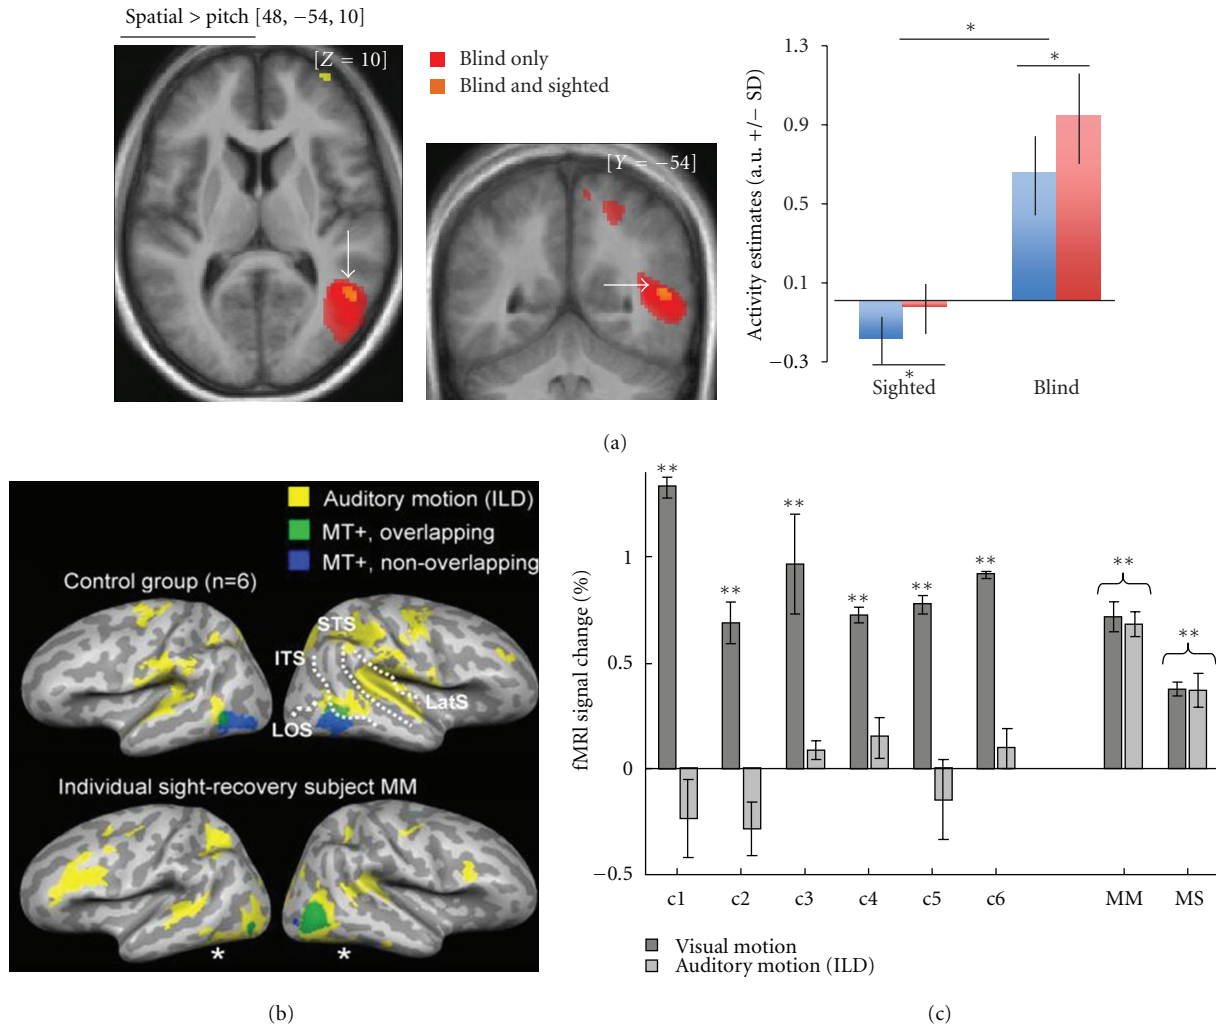 Spatial > pitch [48, −54, 10]
[Z = 10]
Blind only
Blind and sighted
[Y = −54]
Activity estimates (a.u. +/− SD)
1.3
0.9
0.5
0.1
−0.3
*
*
*
Sighted
Blind
(a)
Auditory motion (ILD)
MT+, overlapping
MT+, non-overlapping
Control group (n=6)
STS
ITS
LatS
LOS
Individual sight-recovery subject MM
*
*
(b)
fMRI signal change (%)
1
0.5
0
−0.5
**
**
**
**
**
**
**
**
c1
c2
c3
c4
c5
c6
MM
MS
Visual motion
Auditory motion (ILD)
(c)